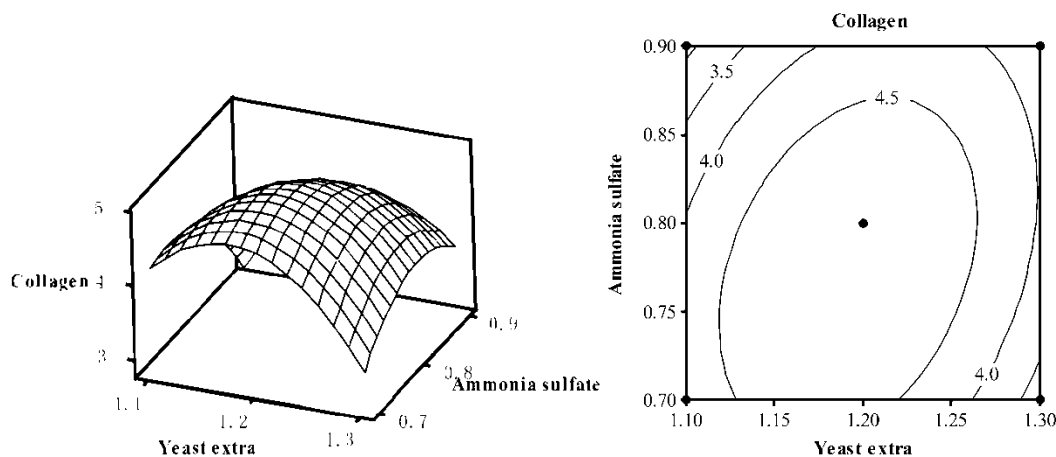 5
Collagen 4
3
1.1
1.2
1.3
Yeast extra
0.7
0.8
0.9
Ammonia sulfate
Collagen
0.90
0.85
0.80
0.75
0.70
Ammonia sulfate
3.5
4.0
4.5
4.0
1.10 1.15 1.20 1.25 1.30
Yeast extra